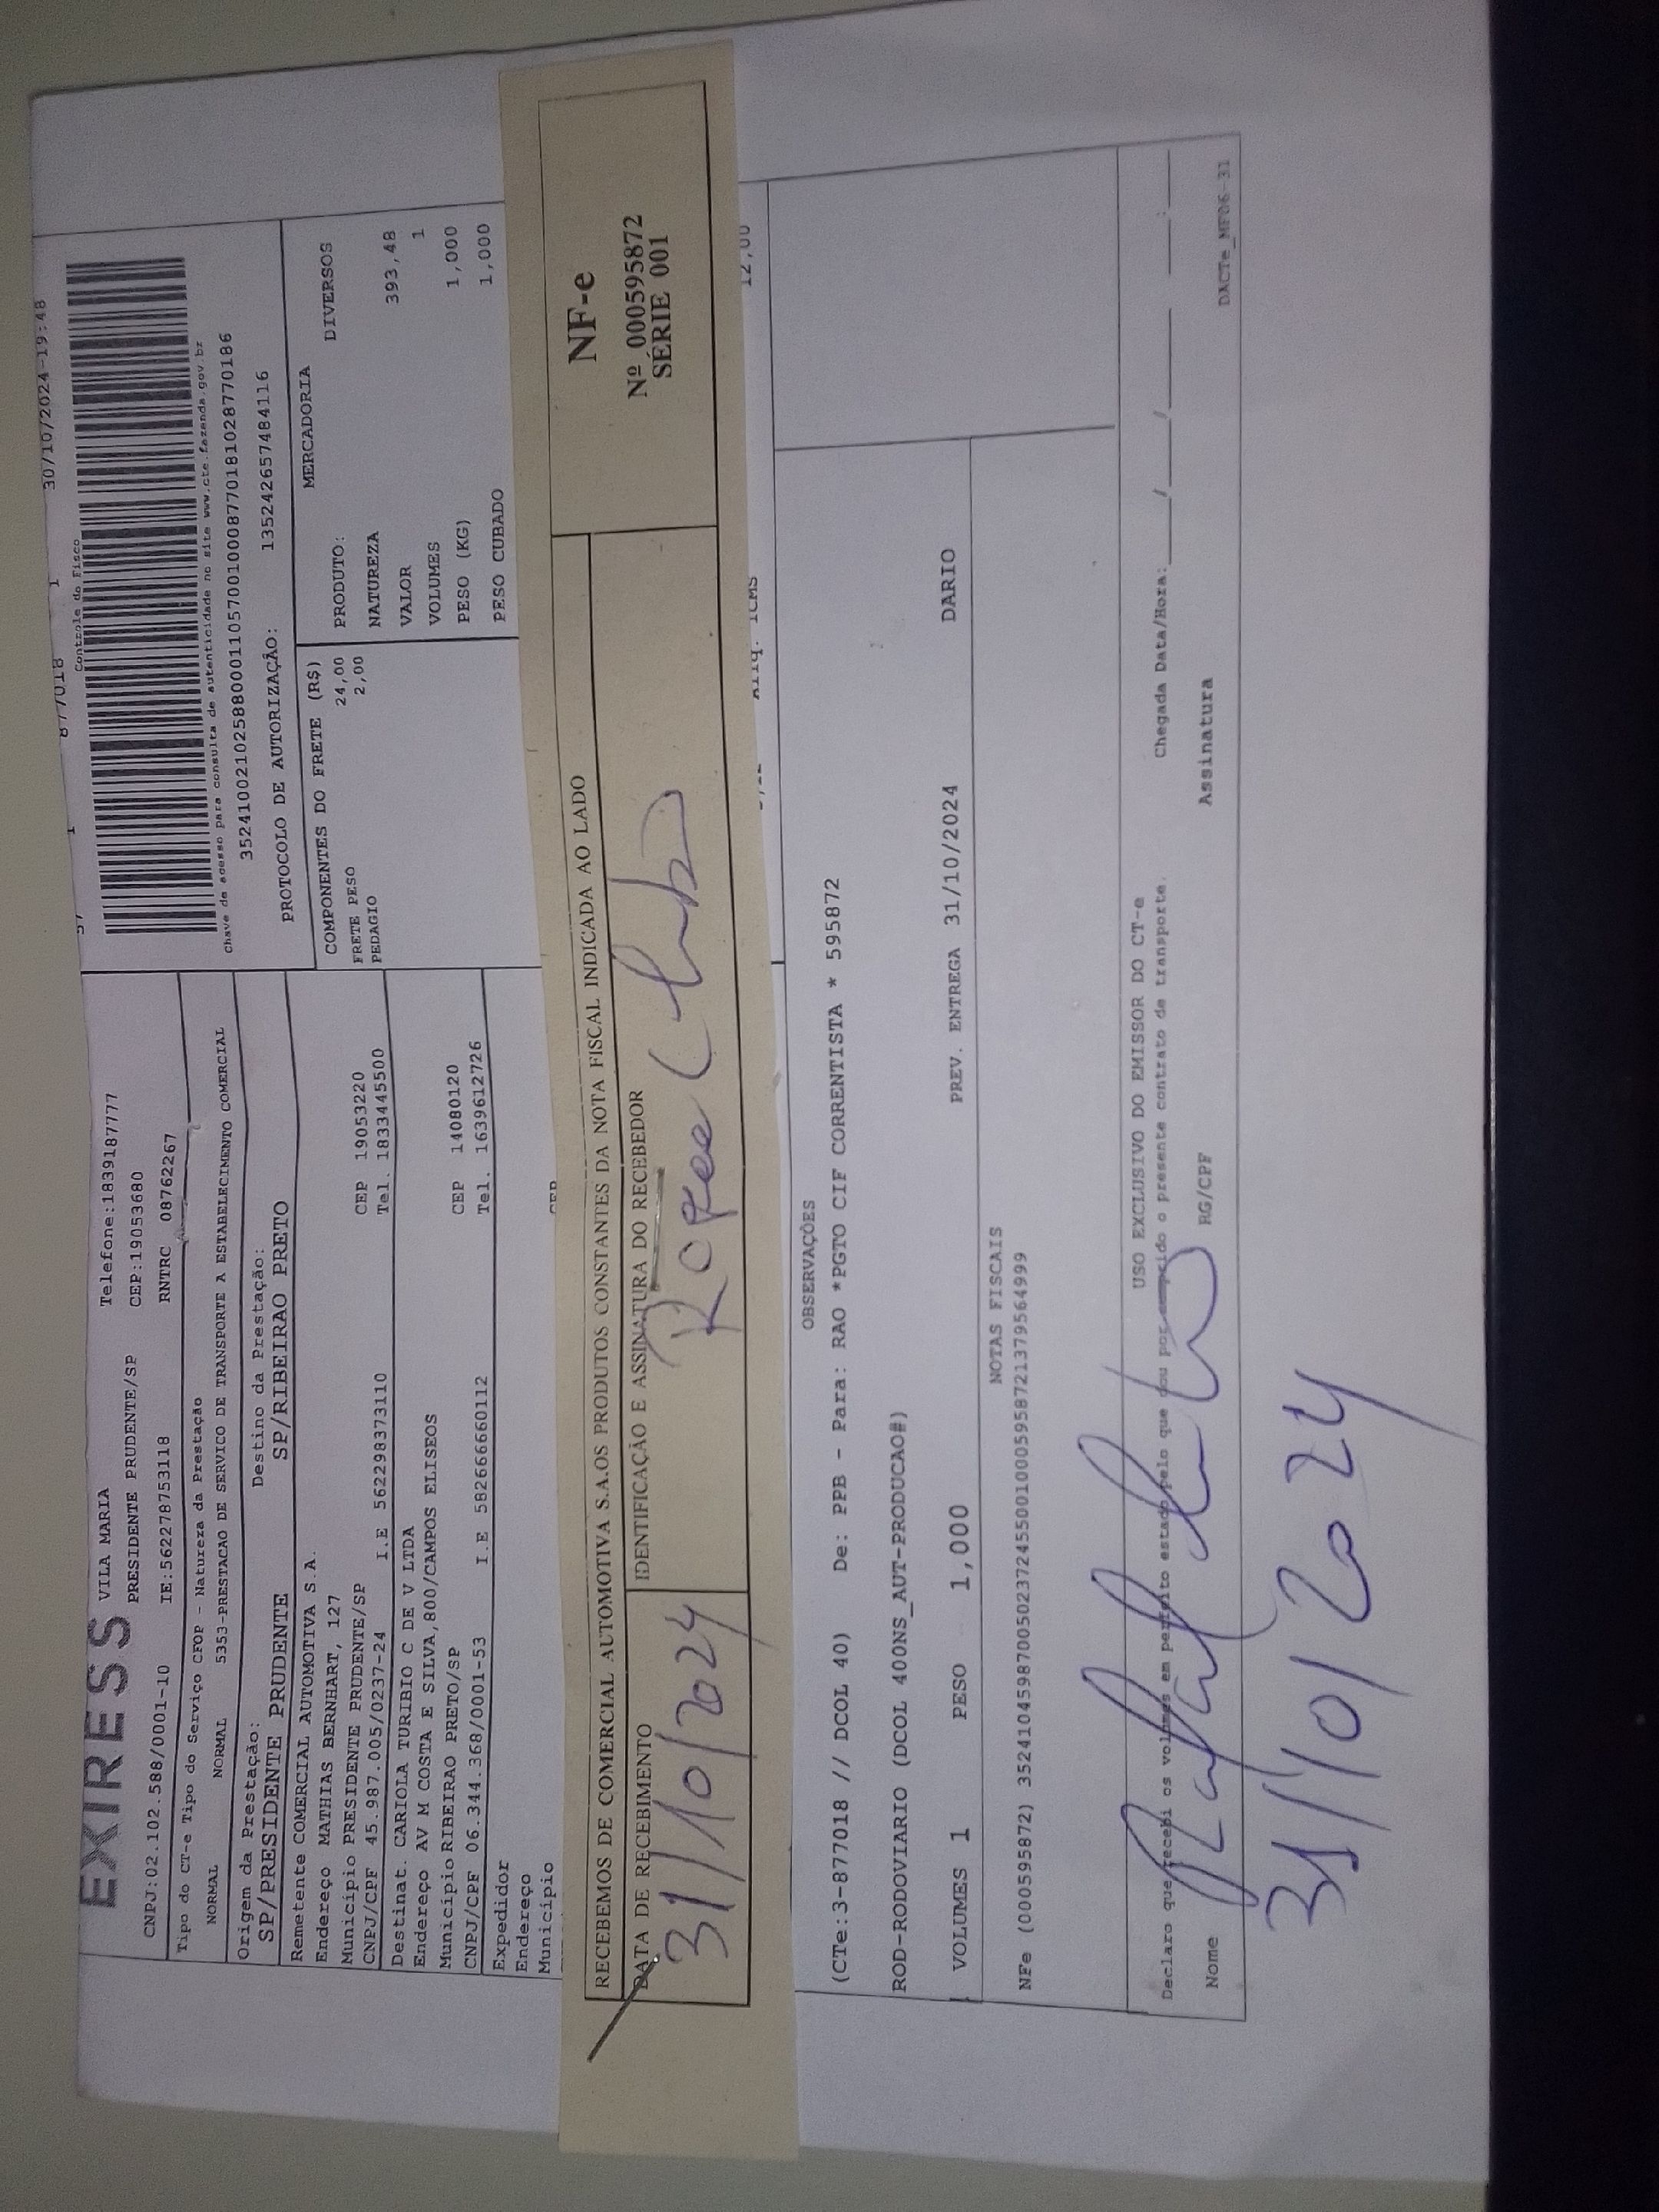 30/10/2024-19:48
EXIRESS
VILA MARIA
Telefone:1839187777
PRESIDENTE PRUDENTE/SP
CEP:19053680
CNPJ:02.102.588/0001-10
IE:562278753118
RNTRC 08762267
Controle do Fisco
Chave de acesso para consulta de autenticidade no site www.cte.fazenda.gov.br
35241002102588000110570010008770181028770186
PROTOCOLO DE AUTORIZAÇÃO:
135242657484116
Tipo do CT-e Tipo do Serviço CFOP - Natureza da Prestação
NORMAL
NORMAL
5353-PRESTACAO DE SERVICO DE TRANSPORTE A ESTABELECIMENTO COMERCIAL
Origem da Prestação:
Destino da Prestação:
SP/PRESIDENTE PRUDENTE
SP/RIBEIRAO PRETO
Remetente COMERCIAL AUTOMOTIVA S.A.
Endereço MATHIAS BERNHART, 127
Município PRESIDENTE PRUDENTE/SP
CEP 19053220
CNPJ/CPF 45.987.005/0237-24
I.E 562298373110
Tel. 1833445500
Destinat. CARIOLA TURIBIO C DE V LTDA
Endereço AV M COSTA E SILVA,800/CAMPOS ELISEOS
Município RIBEIRAO PRETO/SP
CEP 14080120
CNPJ/CPF 06.344.368/0001-53
I.E 582666660112
Tel. 1639612726
Expedidor
Endereço
Município
CEP
COMPONENTES DO FRETE (R$)
FRETE PESO 24,00
PEDAGIO 2,00
MERCADORIA
PRODUTO: DIVERSOS
NATUREZA
VALOR 393,48
VOLUMES 1
PESO (KG) 1,000
PESO CUBADO 1,000
RECEBEMOS DE COMERCIAL AUTOMOTIVA S.A.OS PRODUTOS CONSTANTES DA NOTA FISCAL INDICADA AO LADO
DATA DE RECEBIMENTO
IDENTIFICAÇÃO E ASSINATURA DO RECEBEDOR
31/10/2024
NF-e
Nº 000595872
SÉRIE 001
12,00
OBSERVAÇÕES
(CTe:3-877018 // DCOL 40) De: PPB - Para: RAO *PGTO CIF CORRENTISTA * 595872
ROD-RODOVIARIO (DCOL 400NS_AUT-PRODUCAO#)
VOLUMES 1 PESO 1,000 PREV. ENTREGA 31/10/2024 DARIO
NOTAS FISCAIS
NFe (000595872) 35241045987005023724550010005958721379564999
USO EXCLUSIVO DO EMISSOR DO CT-e
Declaro que recebi os volumes em perfeito estado pelo que dou por cumprido o presente contrato de transporte.
Chegada Data/Hora:___/___/_____ ___:___
Nome
RG/CPF
Assinatura
DACTe_MF06-31
31/10/2024